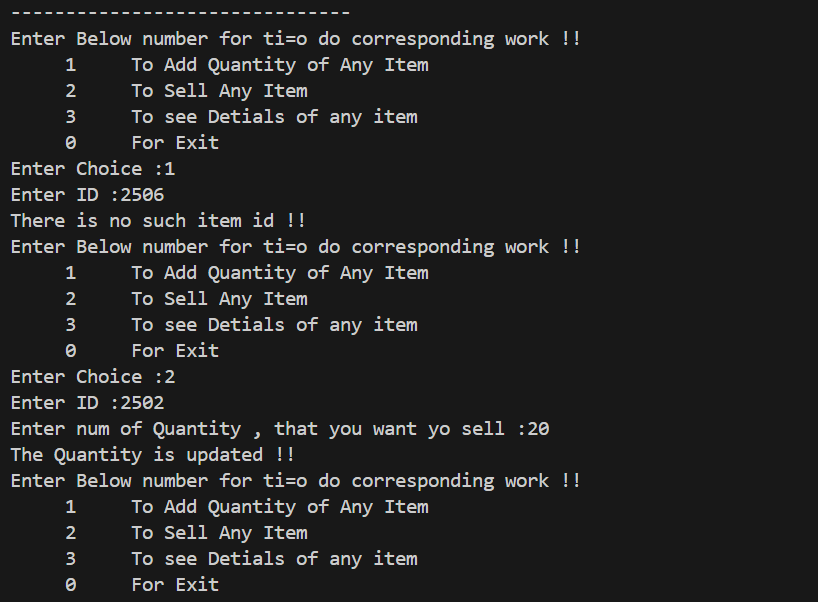 -------------------------------
Enter Below number for ti=o do corresponding work !!
     1     To Add Quantity of Any Item
     2     To Sell Any Item
     3     To see Detials of any item
     0     For Exit
Enter Choice :1
Enter ID :2506
There is no such item id !!
Enter Below number for ti=o do corresponding work !!
     1     To Add Quantity of Any Item
     2     To Sell Any Item
     3     To see Detials of any item
     0     For Exit
Enter Choice :2
Enter ID :2502
Enter num of Quantity , that you want yo sell :20
The Quantity is updated !!
Enter Below number for ti=o do corresponding work !!
     1     To Add Quantity of Any Item
     2     To Sell Any Item
     3     To see Detials of any item
     0     For Exit